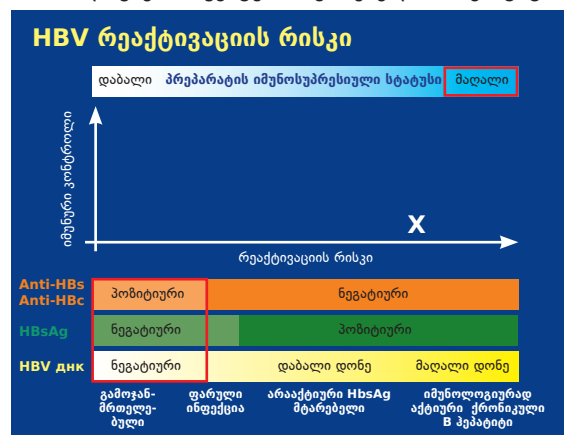 HBV რეაქტივაციის რისკი
დაბალი პრეპარატის იმუნოსუპრესიული სტატუსი მაღალი
იმუნური კონტროლი
X
რეაქტივაციის რისკი
Anti-HBs
Anti-HBc
პოზიტიური ნეგატიური
HBsAg ნეგატიური პოზიტიური
HBV днк ნეგატიური დაბალი დონე მაღალი დონე
გამოჯან-
მრთელე-
ბული
ფარული
ინფექცია
არააქტიური HbsAg
მტარებელი
იმუნოლოგიურად
აქტიური ქრონიკული
B ჰეპატიტი